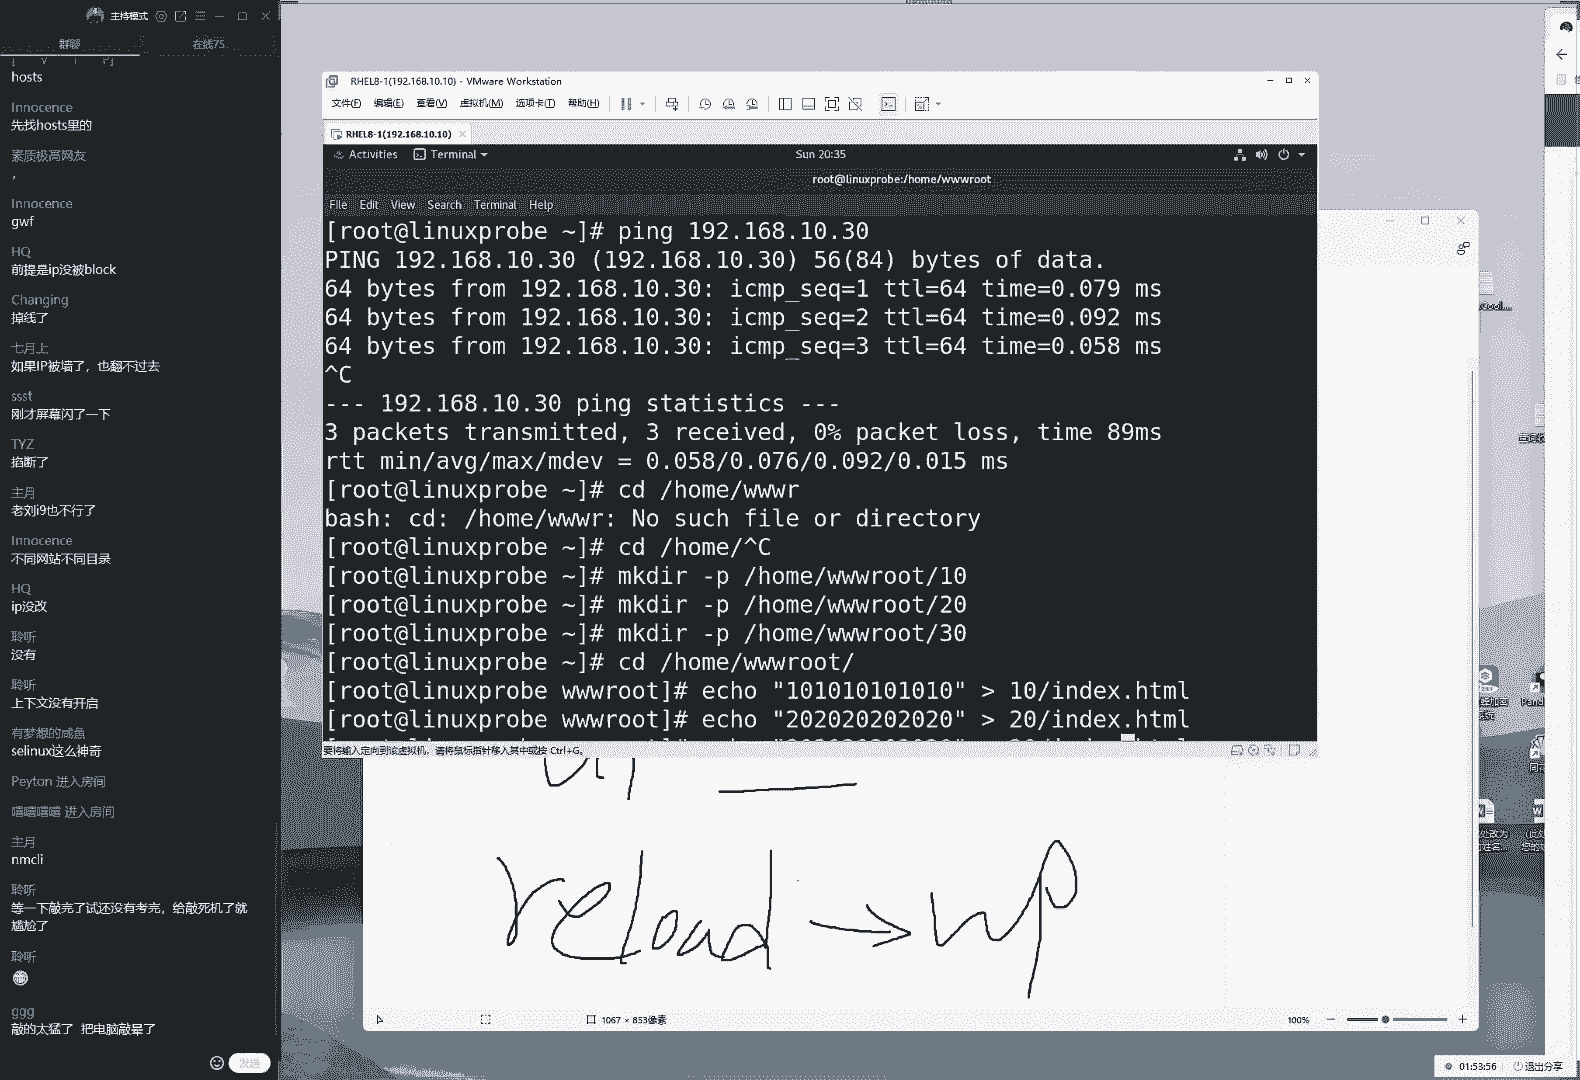 主持模式
群聊
在线75
hosts
Innocence
先找hosts里的
素质极高网友
,
Innocence
gwf
HQ
前提是ip没被block
Changing
掉线了
七月上
如果IP被墙了，也翻不过去
ssst
刚才屏幕闪了一下
TYZ
掐断了
主月
老刘i9也不行了
Innocence
不同网站不同目录
HQ
ip没改
聆听
没有
聆听
上下文没有开启
有梦想的咸鱼
selinux这么神奇
Peyton 进入房间
嘻嘻嘻嘻 进入房间
主月
nmcli
聆听
等一下敲完了试还没有考完，给敲死机了就
尴尬了
聆听
ggg
敲的太猛了 把电脑敲晕了
发送
RHEL8-1(192.168.10.10) - VMware Workstation
文件(F) 编辑(E) 查看(V) 虚拟机(M) 选项卡(T) 帮助(H)
RHEL8-1(192.168.10.10)
Activities Terminal Sun 20:35
root@linuxprobe:/home/wwwroot
File Edit View Search Terminal Help
[root@linuxprobe ~]# ping 192.168.10.30
PING 192.168.10.30 (192.168.10.30) 56(84) bytes of data.
64 bytes from 192.168.10.30: icmp_seq=1 ttl=64 time=0.079 ms
64 bytes from 192.168.10.30: icmp_seq=2 ttl=64 time=0.092 ms
64 bytes from 192.168.10.30: icmp_seq=3 ttl=64 time=0.058 ms
^C
--- 192.168.10.30 ping statistics ---
3 packets transmitted, 3 received, 0% packet loss, time 89ms
rtt min/avg/max/mdev = 0.058/0.076/0.092/0.015 ms
[root@linuxprobe ~]# cd /home/wwwr
bash: cd: /home/wwwr: No such file or directory
[root@linuxprobe ~]# cd /home/^C
[root@linuxprobe ~]# mkdir -p /home/wwwroot/10
[root@linuxprobe ~]# mkdir -p /home/wwwroot/20
[root@linuxprobe ~]# mkdir -p /home/wwwroot/30
[root@linuxprobe ~]# cd /home/wwwroot/
[root@linuxprobe wwwroot]# echo "101010101010" > 10/index.html
[root@linuxprobe wwwroot]# echo "202020202020" > 20/index.html
要将输入定向到该虚拟机，请将鼠标指针移入其中或按 Ctrl+G。
reload → up
1067 × 853像素
100%
01:53:56 退出分享